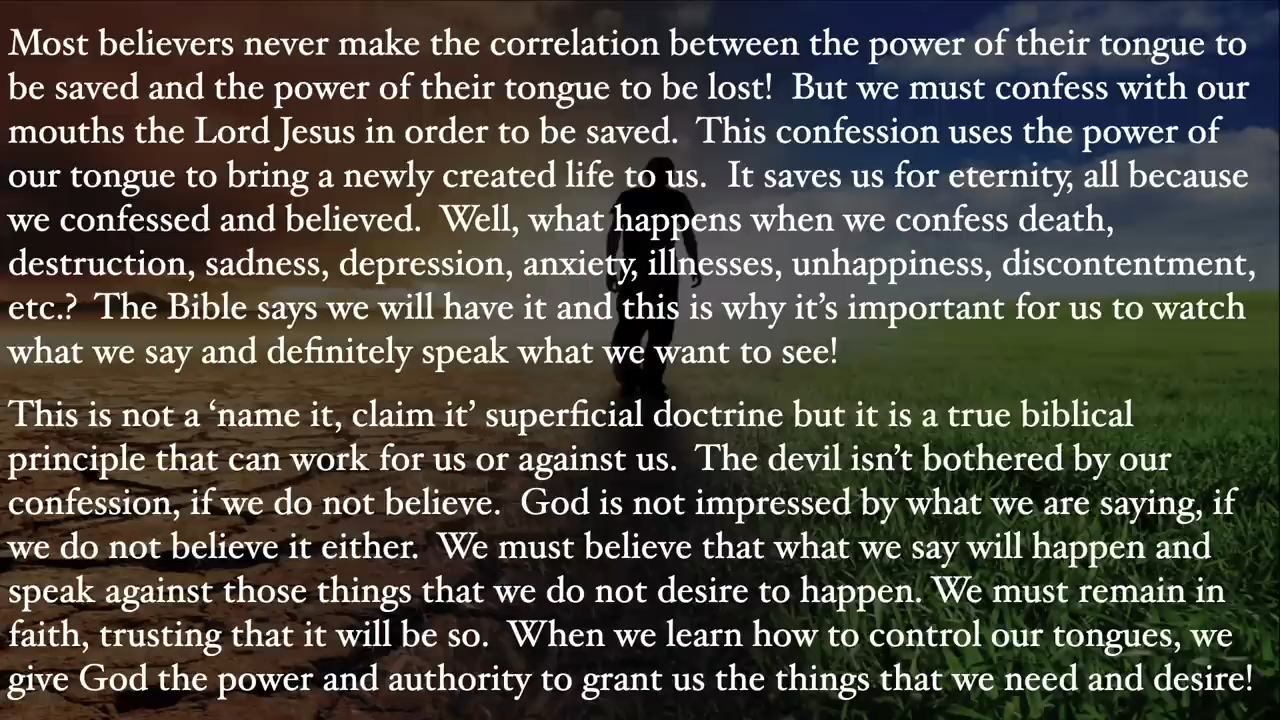 Most believers never make the correlation between the power of their tongue to
be saved and the power of their tongue to be lost!  But we must confess with our
mouths the Lord Jesus in order to be saved.  This confession uses the power of
our tongue to bring a newly created life to us.  It saves us for eternity, all because
we confessed and believed.  Well, what happens when we confess death,
destruction, sadness, depression, anxiety, illnesses, unhappiness, discontentment,
etc.?  The Bible says we will have it and this is why it’s important for us to watch
what we say and definitely speak what we want to see!
This is not a ‘name it, claim it’ superficial doctrine but it is a true biblical
principle that can work for us or against us.  The devil isn’t bothered by our
confession, if we do not believe.  God is not impressed by what we are saying, if
we do not believe it either.  We must believe that what we say will happen and
speak against those things that we do not desire to happen. We must remain in
faith, trusting that it will be so.  When we learn how to control our tongues, we
give God the power and authority to grant us the things that we need and desire!